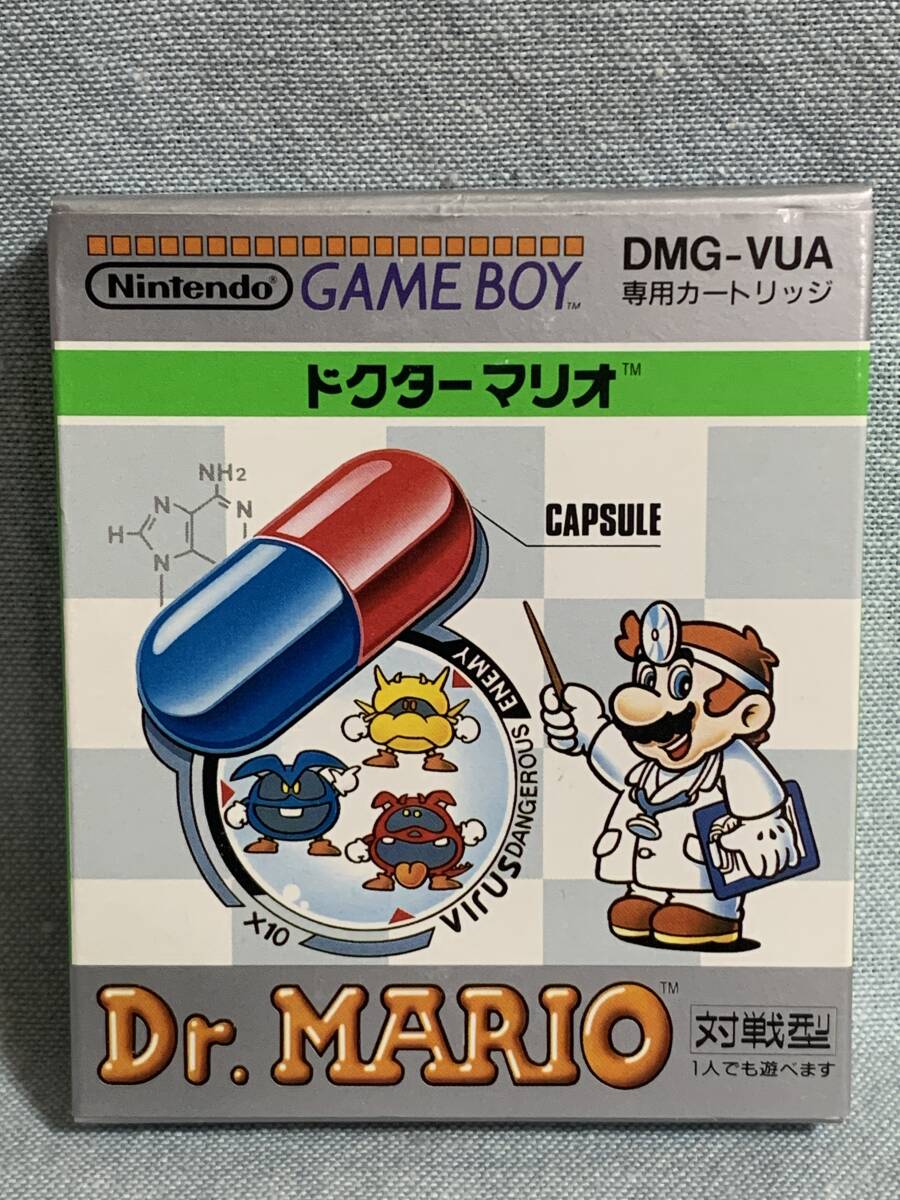 Nintendo® GAME BOY™
DMG-VUA
専用カートリッジ
ドクターマリオ™
NH2
N
N
H
N
CAPSULE
ENEMY
VIRUS DANGEROUS
X10
Dr. MARIO™
対戦型
1人でも遊べます